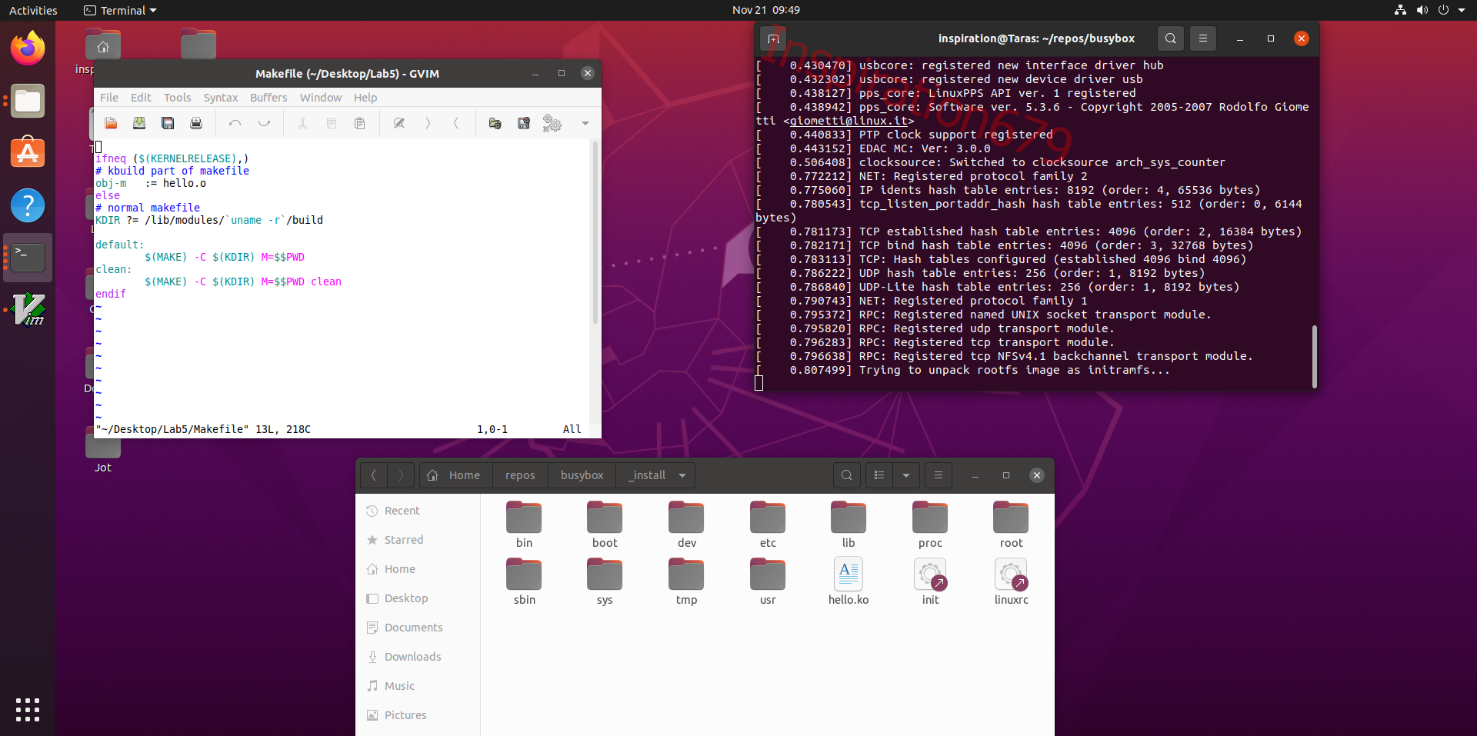 Activities
Terminal
Nov 21 09:49
Makefile (~/Desktop/Lab5) - GVIM
File Edit Tools Syntax Buffers Window Help
ifneq ($(KERNELRELEASE),)
# kbuild part of makefile
obj-m   := hello.o
else
# normal makefile
KDIR ?= /lib/modules/`uname -r`/build
default:
        $(MAKE) -C $(KDIR) M=$$PWD
clean:
        $(MAKE) -C $(KDIR) M=$$PWD clean
endif
~
~
~
~
~
~
~
~
~
~
"~/Desktop/Lab5/Makefile" 13L, 218C 1,0-1 All
Jot
inspiration@Taras: ~/repos/busybox
[    0.430470] usbcore: registered new interface driver hub
[    0.432302] usbcore: registered new device driver usb
[    0.438127] pps_core: LinuxPPS API ver. 1 registered
[    0.438942] pps_core: Software ver. 5.3.6 - Copyright 2005-2007 Rodolfo Giome
tti <giometti@linux.it>
[    0.440833] PTP clock support registered
[    0.443152] EDAC MC: Ver: 3.0.0
[    0.506408] clocksource: Switched to clocksource arch_sys_counter
[    0.772212] NET: Registered protocol family 2
[    0.775060] IP idents hash table entries: 8192 (order: 4, 65536 bytes)
[    0.780543] tcp_listen_portaddr_hash hash table entries: 512 (order: 0, 6144
bytes)
[    0.781173] TCP established hash table entries: 4096 (order: 2, 16384 bytes)
[    0.782171] TCP bind hash table entries: 4096 (order: 3, 32768 bytes)
[    0.783113] TCP: Hash tables configured (established 4096 bind 4096)
[    0.786222] UDP hash table entries: 256 (order: 1, 8192 bytes)
[    0.786840] UDP-Lite hash table entries: 256 (order: 1, 8192 bytes)
[    0.790743] NET: Registered protocol family 1
[    0.795372] RPC: Registered named UNIX socket transport module.
[    0.795820] RPC: Registered udp transport module.
[    0.796283] RPC: Registered tcp transport module.
[    0.796638] RPC: Registered tcp NFSv4.1 backchannel transport module.
[    0.807499] Trying to unpack rootfs image as initramfs...
inspiration679
Home repos busybox _install
Recent
Starred
Home
Desktop
Documents
Downloads
Music
Pictures
bin boot dev etc lib proc root
sbin sys tmp usr hello.ko init linuxrc